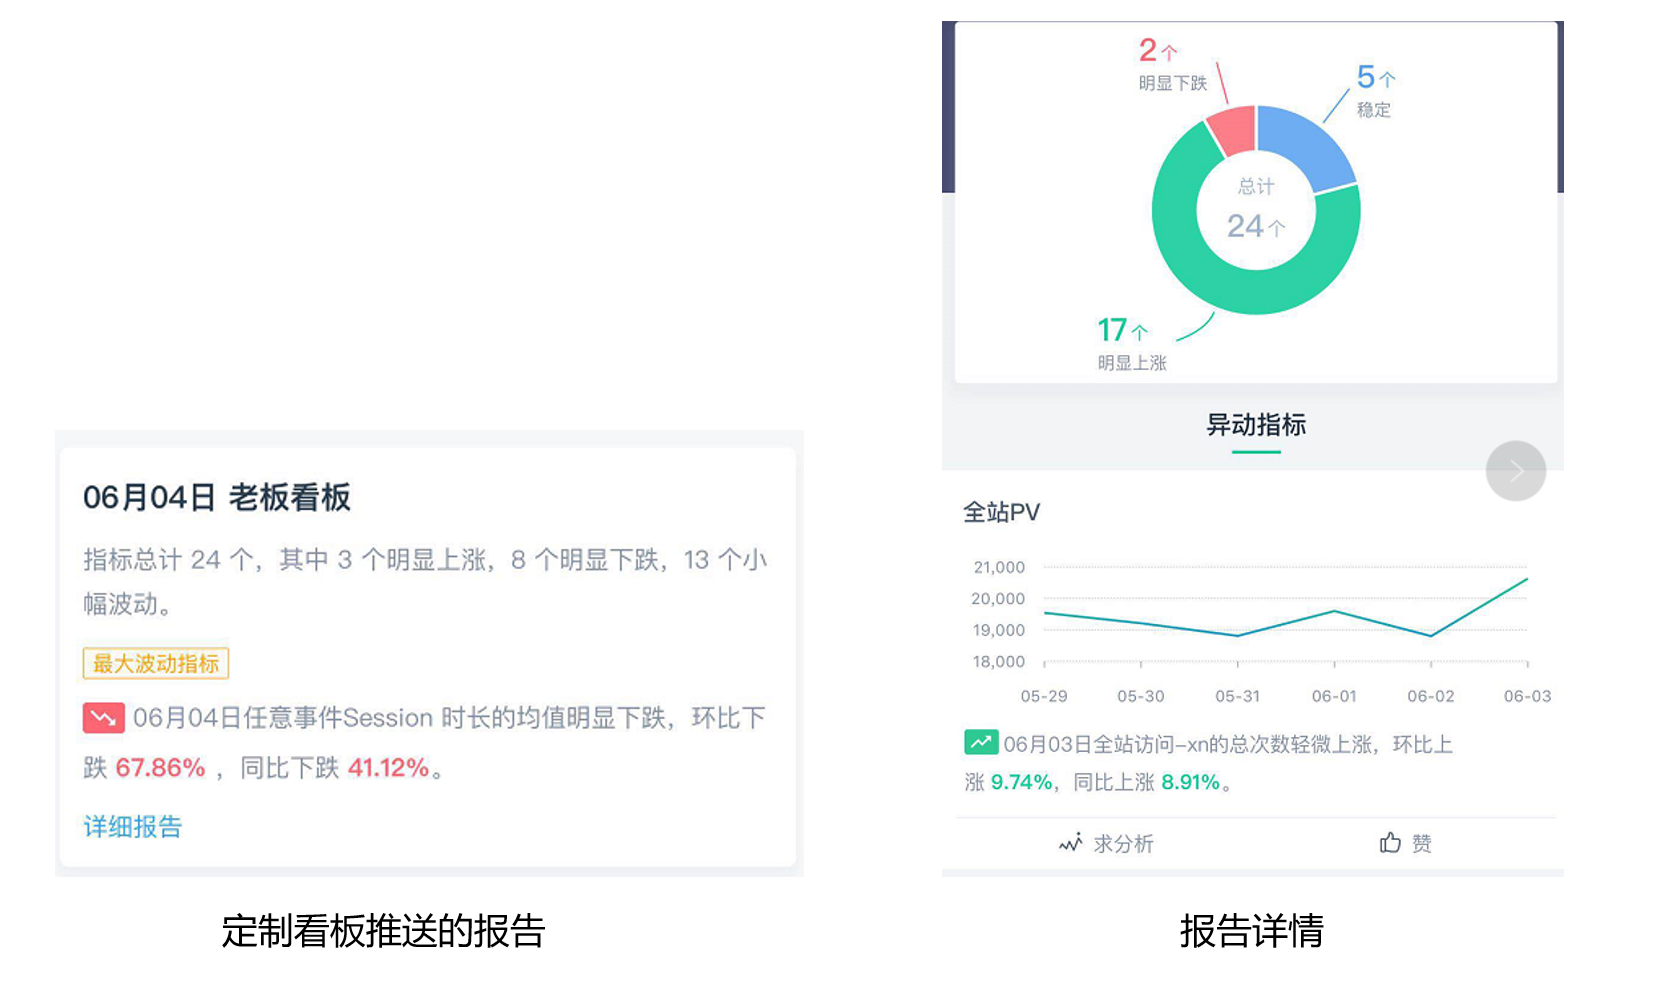 06月04日 老板看板
指标总计 24 个，其中 3 个明显上涨，8 个明显下跌，13 个小
幅波动。
最大波动指标
06月04日任意事件Session 时长的均值明显下跌，环比下
跌 67.86% ，同比下跌 41.12%。
详细报告
定制看板推送的报告
2个
明显下跌
5个
稳定
总计
24个
17个
明显上涨
异动指标
全站PV
21,000
20,000
19,000
18,000
05-29 05-30 05-31 06-01 06-02 06-03
06月03日全站访问-xn的总次数轻微上涨，环比上
涨 9.74%，同比上涨 8.91%。
求分析 赞
报告详情